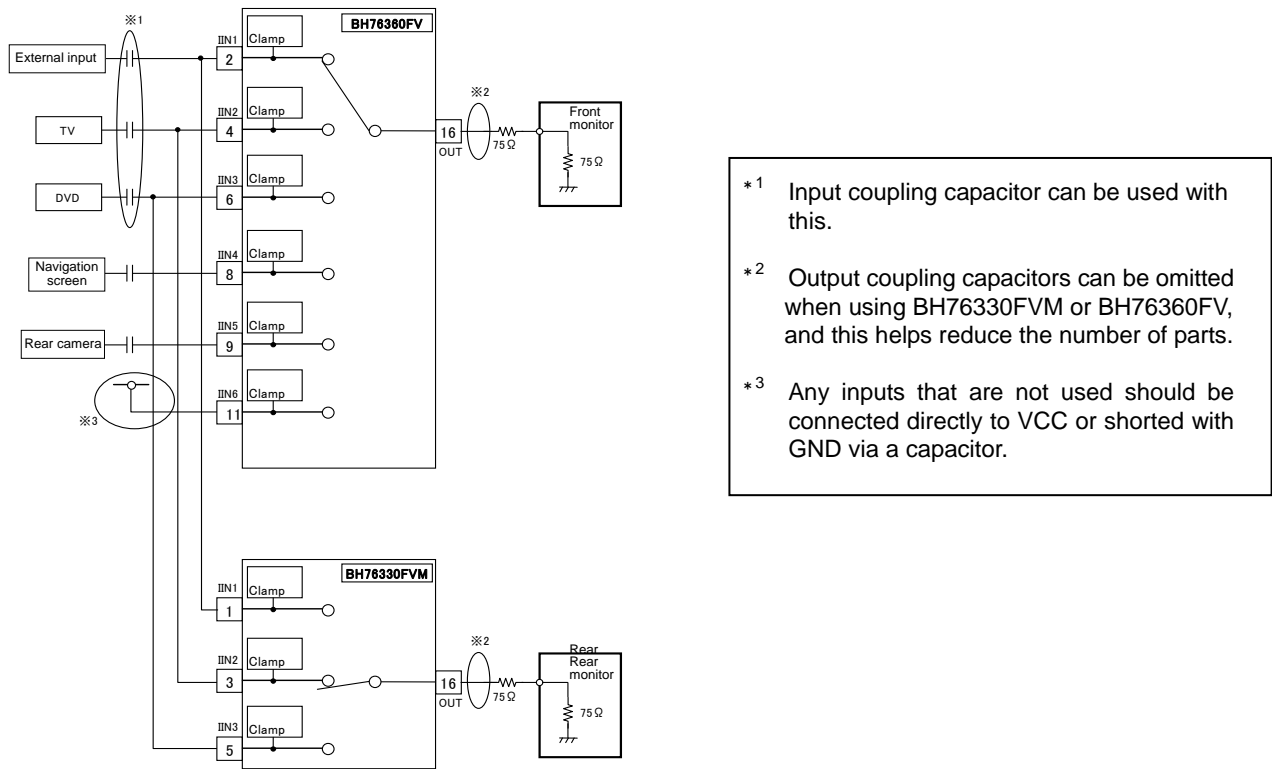 ※1
BH76360FV
External input
IIN1
2
Clamp
TV
IIN2
4
Clamp
DVD
IIN3
6
Clamp
Navigation
screen
IIN4
8
Clamp
Rear camera
IIN5
9
Clamp
※3
IIN6
11
Clamp
16
OUT
※2
75Ω
Front
monitor
75Ω
BH76330FVM
IIN1
1
Clamp
IIN2
3
Clamp
IIN3
5
Clamp
16
OUT
※2
75Ω
Rear
Rear
monitor
75Ω
*1 Input coupling capacitor can be used with
this.
*2 Output coupling capacitors can be omitted
when using BH76330FVM or BH76360FV,
and this helps reduce the number of parts.
*3 Any inputs that are not used should be
connected directly to VCC or shorted with
GND via a capacitor.